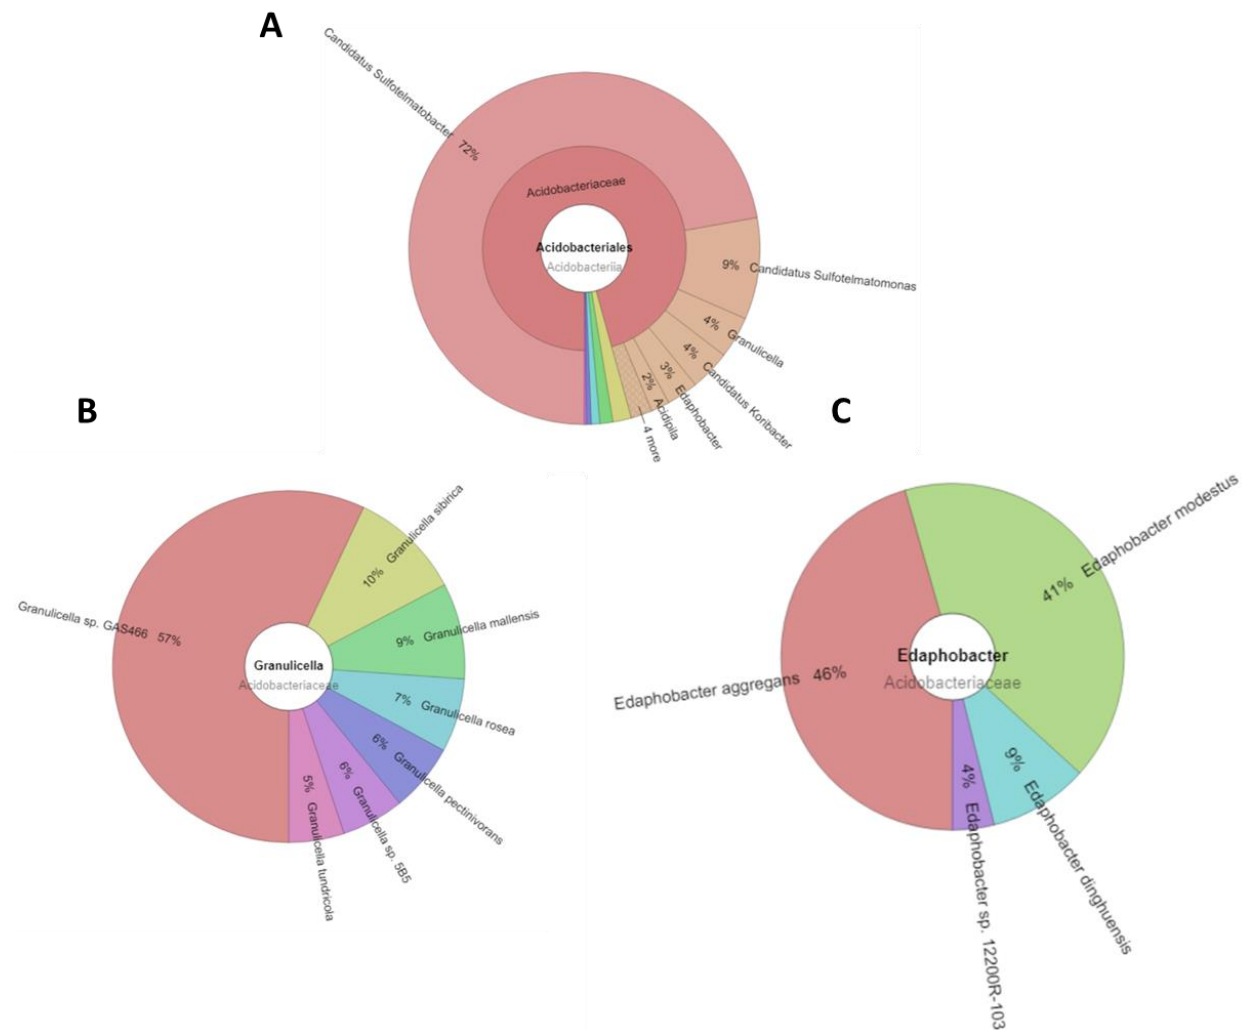 A
Candidatus Sulfotelmatobacter 72%
Acidobacteriaceae
Acidobacteriales
Acidobacteriia
9% Candidatus Sulfotelmatomonas
4% Granulicella
4% Candidatus Koribacter
3% Edaphobacter
2% Acidipila
4 more
B
Granulicella sp. GAS466 57%
10% Granulicella sibirica
9% Granulicella mallensis
7% Granulicella rosea
6% Granulicella pectinivorans
6% Granulicella sp. 5B5
5% Granulicella tundricola
Granulicella
Acidobacteriaceae
C
Edaphobacter aggregans 46%
41% Edaphobacter modestus
9% Edaphobacter dinghuensis
4% Edaphobacter sp. 12200R-103
Edaphobacter
Acidobacteriaceae